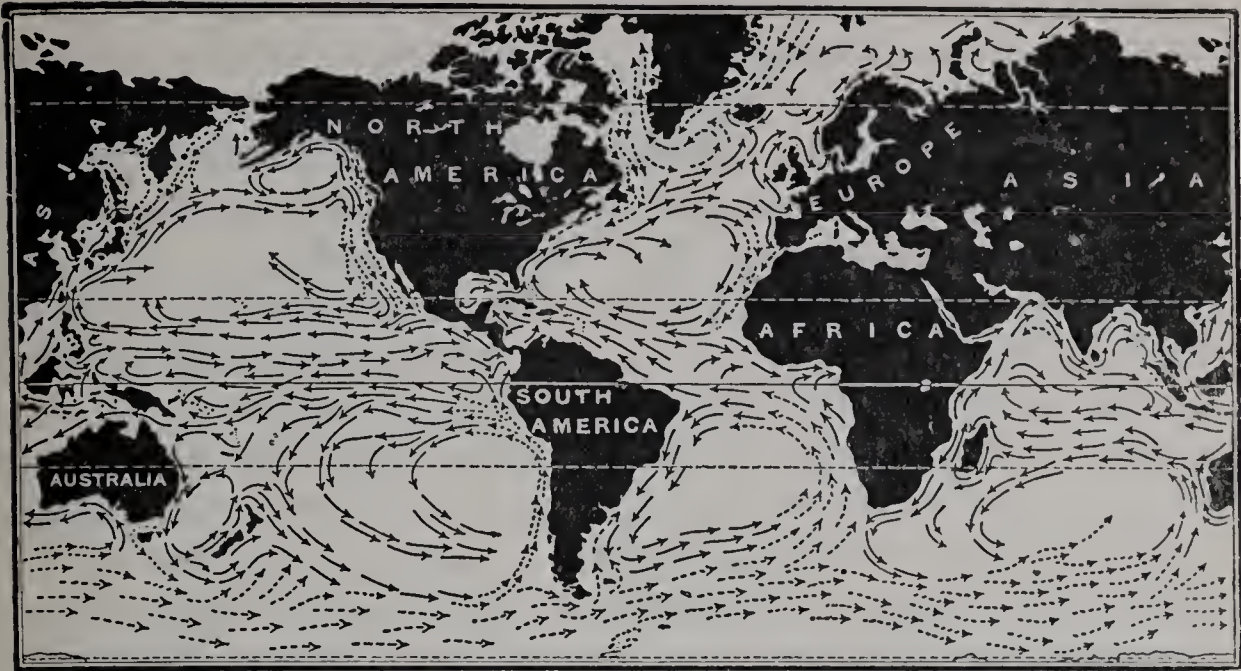 NORTH
AMERICA
EUROPE
ASIA
ASIA
AFRICA
SOUTH
AMERICA
AUSTRALIA